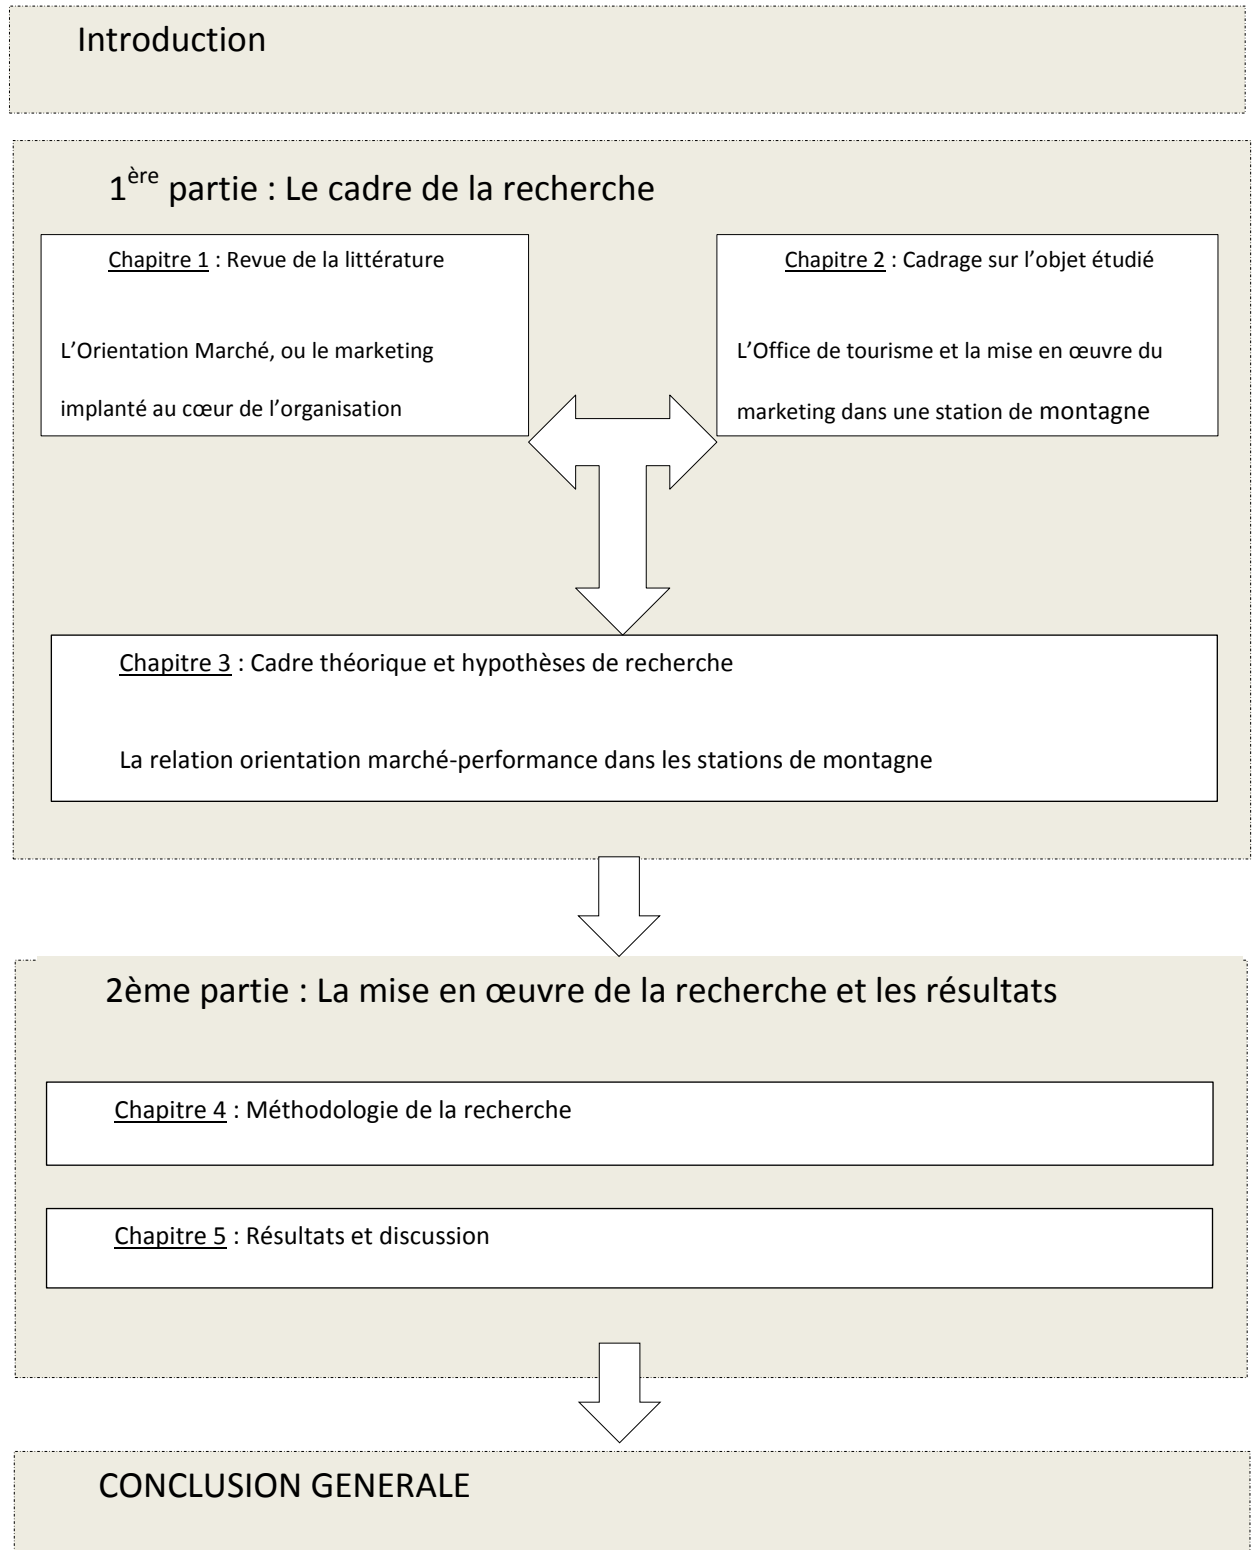 Introduction
1ère partie : Le cadre de la recherche
Chapitre 1 : Revue de la littérature
L’Orientation Marché, ou le marketing
implanté au cœur de l’organisation
Chapitre 2 : Cadrage sur l’objet étudié
L’Office de tourisme et la mise en œuvre du
marketing dans une station de montagne
Chapitre 3 : Cadre théorique et hypothèses de recherche
La relation orientation marché-performance dans les stations de montagne
2ème partie : La mise en œuvre de la recherche et les résultats
Chapitre 4 : Méthodologie de la recherche
Chapitre 5 : Résultats et discussion
CONCLUSION GENERALE